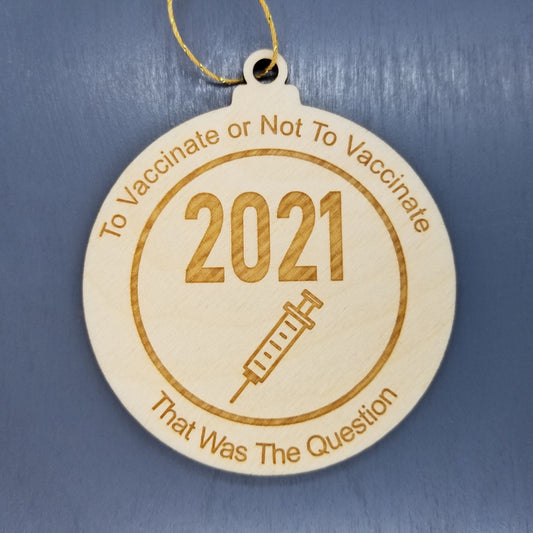 To Vaccinate or Not To Vaccinate
2021
That Was The Question